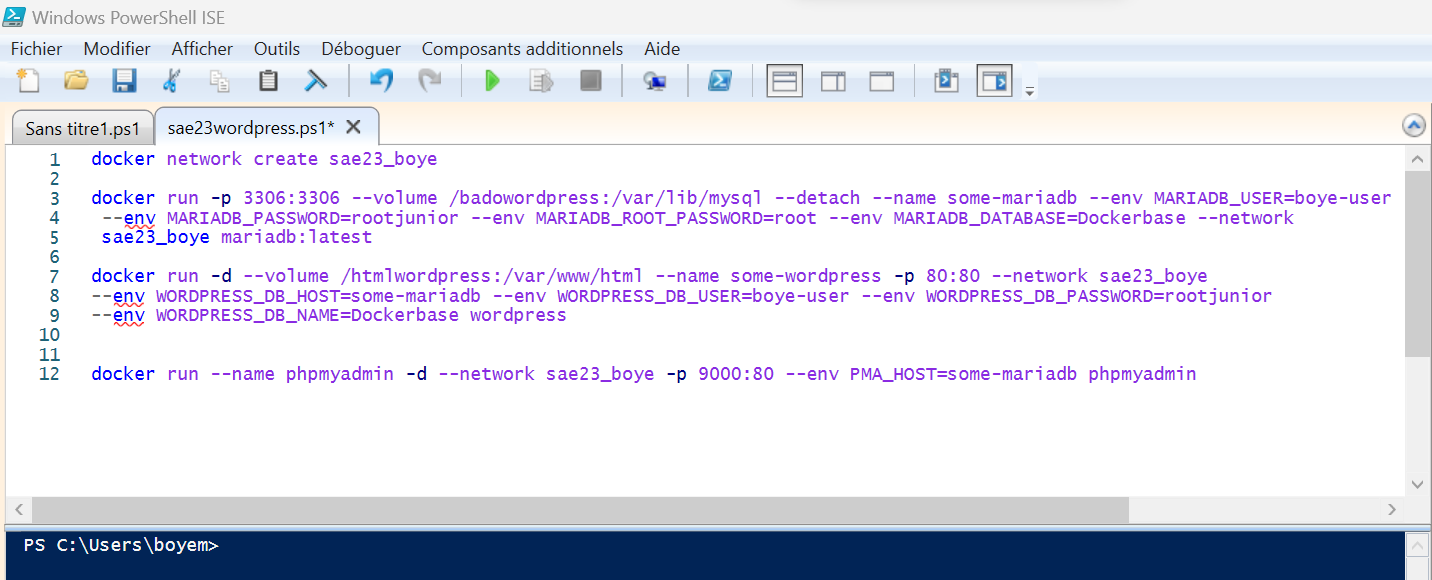 Windows PowerShell ISE
Fichier Modifier Afficher Outils Déboguer Composants additionnels Aide
Sans titre1.ps1 sae23wordpress.ps1* X
1 docker network create sae23_boye
2
3 docker run -p 3306:3306 --volume /badowordpress:/var/lib/mysql --detach --name some-mariadb --env MARIADB_USER=boye-user
4 --env MARIADB_PASSWORD=rootjunior --env MARIADB_ROOT_PASSWORD=root --env MARIADB_DATABASE=Dockerbase --network
5 sae23_boye mariadb:latest
6
7 docker run -d --volume /htmlwordpress:/var/www/html --name some-wordpress -p 80:80 --network sae23_boye
8 --env WORDPRESS_DB_HOST=some-mariadb --env WORDPRESS_DB_USER=boye-user --env WORDPRESS_DB_PASSWORD=rootjunior
9 --env WORDPRESS_DB_NAME=Dockerbase wordpress
10
11
12 docker run --name phpmyadmin -d --network sae23_boye -p 9000:80 --env PMA_HOST=some-mariadb phpmyadmin
PS C:\Users\boyem>